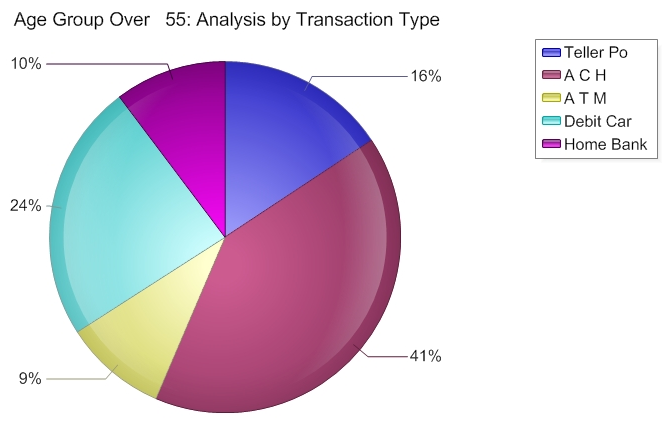 Age Group Over   55: Analysis by Transaction Type
Teller Po
A C H
A T M
Debit Car
Home Bank
10%
16%
24%
41%
9%